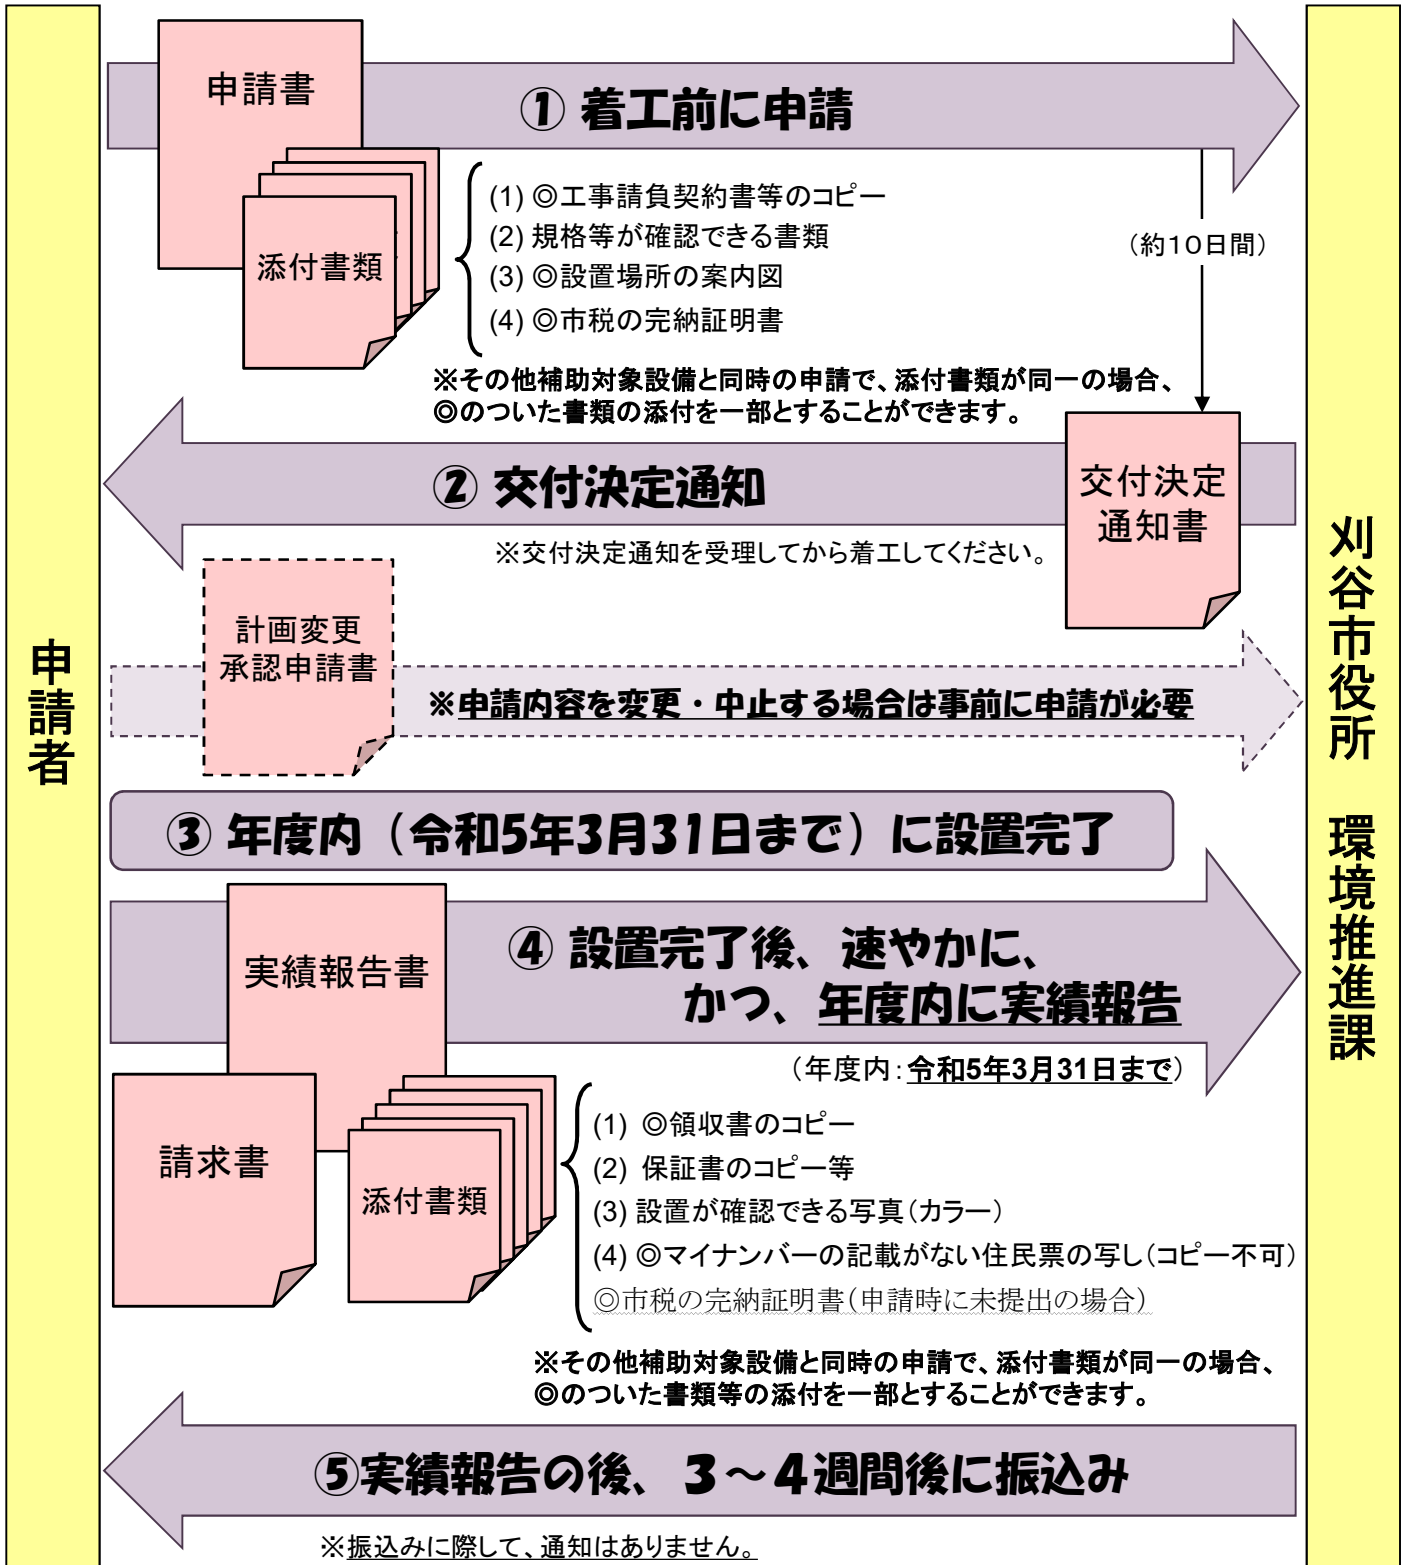 申請者
刈谷市役所 環境推進課
申請書
① 着工前に申請
添付書類
(1) ◎工事請負契約書等のコピー
(2) 規格等が確認できる書類
(3) ◎設置場所の案内図
(4) ◎市税の完納証明書
(約10日間)
※その他補助対象設備と同時の申請で、添付書類が同一の場合、
◎のついた書類の添付を一部とすることができます。
② 交付決定通知
交付決定
通知書
※交付決定通知を受理してから着工してください。
計画変更
承認申請書
※申請内容を変更・中止する場合は事前に申請が必要
③ 年度内（令和5年3月31日まで）に設置完了
実績報告書
④ 設置完了後、速やかに、
かつ、年度内に実績報告
（年度内：令和5年3月31日まで）
請求書
添付書類
(1) ◎領収書のコピー
(2) 保証書のコピー等
(3) 設置が確認できる写真（カラー）
(4) ◎マイナンバーの記載がない住民票の写し（コピー不可）
◎市税の完納証明書（申請時に未提出の場合）
※その他補助対象設備と同時の申請で、添付書類が同一の場合、
◎のついた書類等の添付を一部とすることができます。
⑤実績報告の後、３～４週間後に振込み
※振込みに際して、通知はありません。